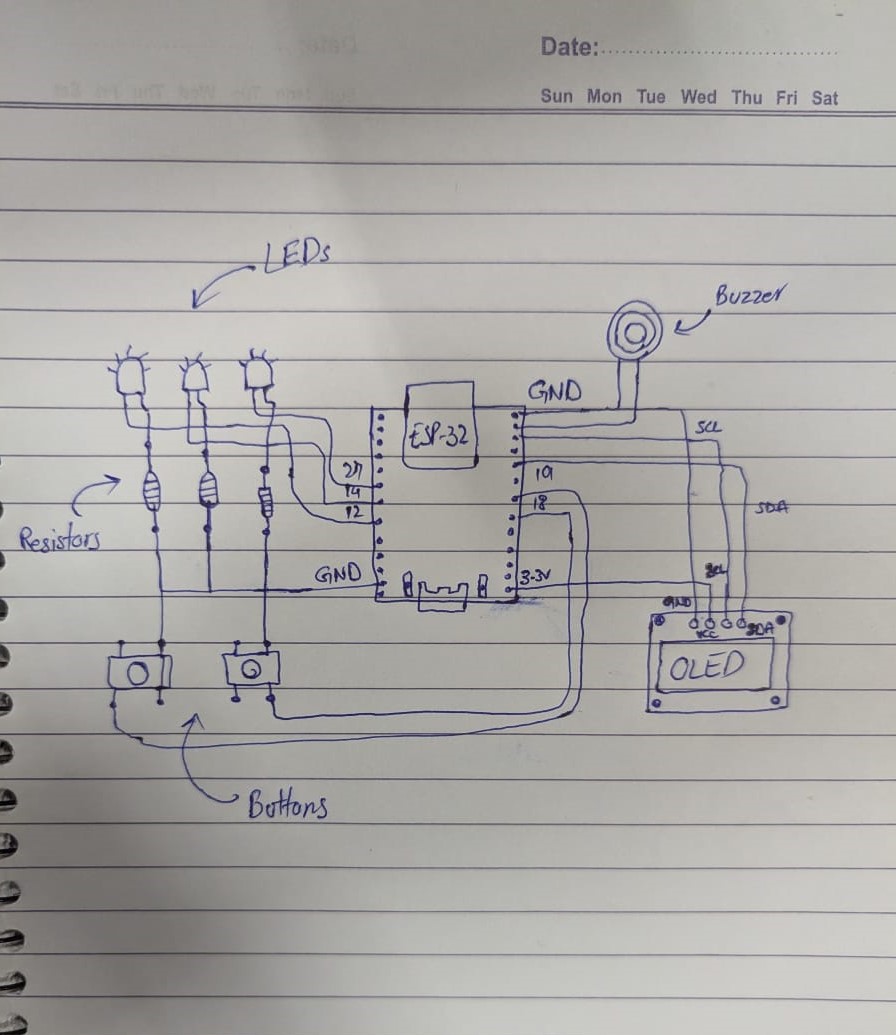 Date:
Sun Mon Tue Wed Thu Fri Sat
LEDs
Buzzer
GND
ESP-32
SCL
27
14
12
19
18
SDA
Resistors
GND
3.3V
SCL
GND
VCC
SDA
OLED
Buttons